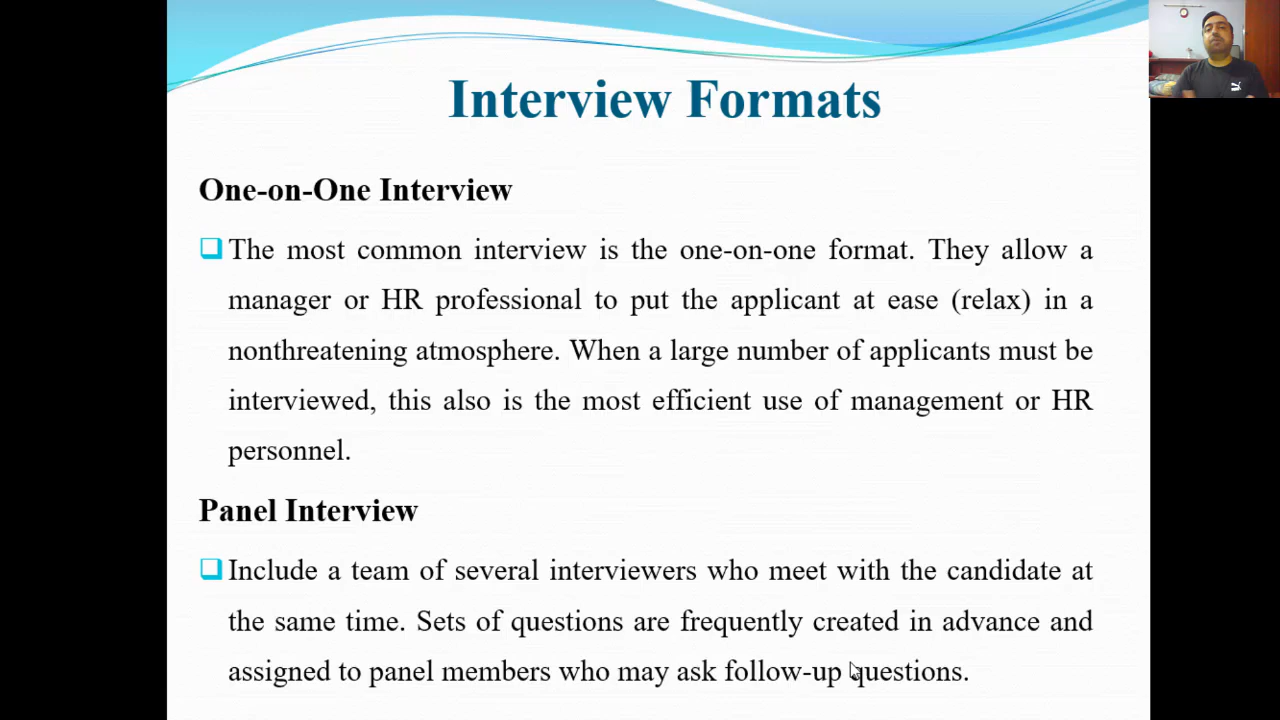 Interview Formats
One-on-One Interview
The most common interview is the one-on-one format. They allow a
manager or HR professional to put the applicant at ease (relax) in a
nonthreatening atmosphere. When a large number of applicants must be
interviewed, this also is the most efficient use of management or HR
personnel.
Panel Interview
Include a team of several interviewers who meet with the candidate at
the same time. Sets of questions are frequently created in advance and
assigned to panel members who may ask follow-up questions.